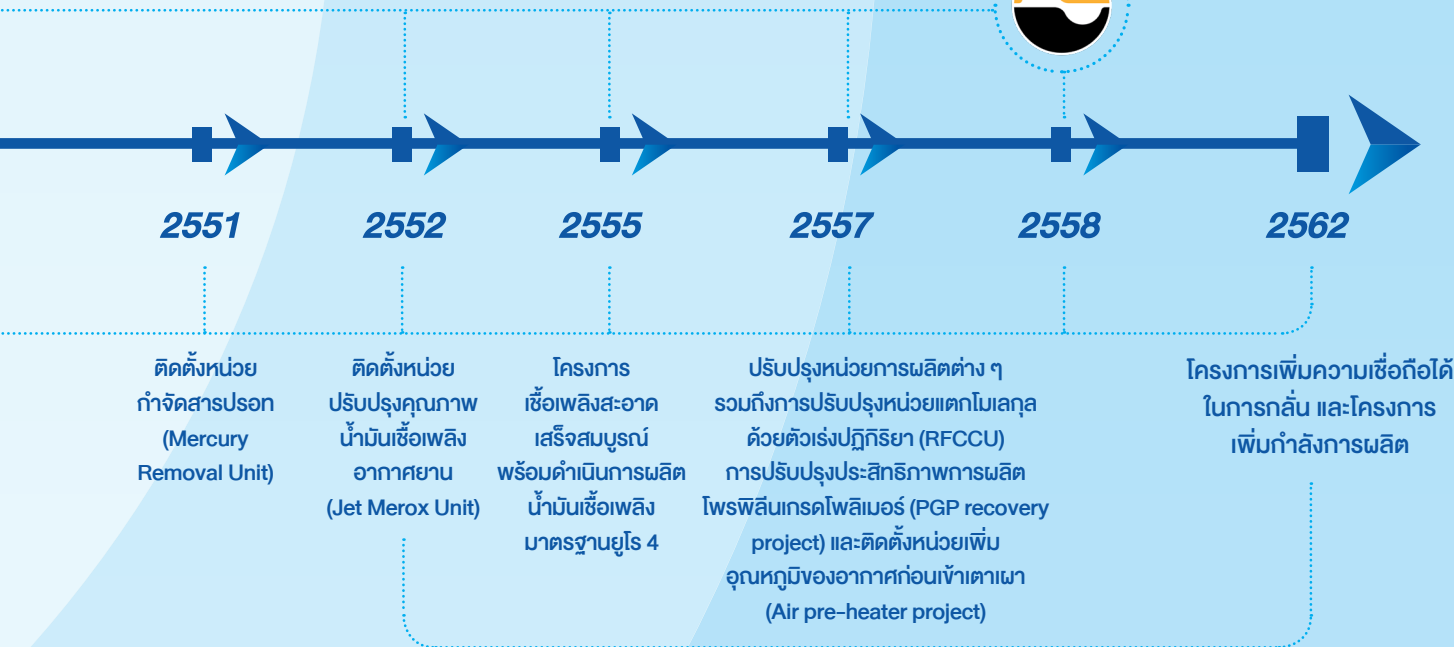 2551
2552
2555
2557
2558
2562
ติดตั้งหน่วย
กำจัดสารปรอท
(Mercury
Removal Unit)
ติดตั้งหน่วย
ปรับปรุงคุณภาพ
น้ำมันเชื้อเพลิง
อากาศยาน
(Jet Merox Unit)
โครงการ
เชื้อเพลิงสะอาด
เสร็จสมบูรณ์
พร้อมดำเนินการผลิต
น้ำมันเชื้อเพลิง
มาตรฐานยูโร 4
ปรับปรุงหน่วยการผลิตต่าง ๆ
รวมถึงการปรับปรุงหน่วยแตกโมเลกุล
ด้วยตัวเร่งปฏิกิริยา (RFCCU)
การปรับปรุงประสิทธิภาพการผลิต
โพรพิลีนเกรดโพลิเมอร์ (PGP recovery
project) และติดตั้งหน่วยเพิ่ม
อุณหภูมิของอากาศก่อนเข้าเตาเผา
(Air pre-heater project)
โครงการเพิ่มความเชื่อถือได้
ในการกลั่น และโครงการ
เพิ่มกำลังการผลิต